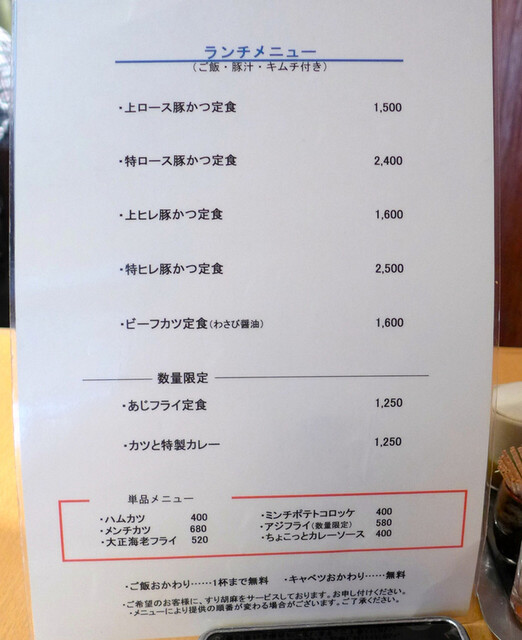 ランチメニュー
（ご飯・豚汁・キムチ付き）
・上ロース豚かつ定食 1,500
・特ロース豚かつ定食 2,400
・上ヒレ豚かつ定食 1,600
・特ヒレ豚かつ定食 2,500
・ビーフカツ定食（わさび醤油） 1,600
数量限定
・あじフライ定食 1,250
・カツと特製カレー 1,250
単品メニュー
・ハムカツ 400
・メンチカツ 680
・大正海老フライ 520
・ミンチポテトコロッケ 400
・アジフライ（数量限定） 580
・ちょこっとカレーソース 400
・ご飯おかわり……1杯まで無料 ・キャベツおかわり……無料
・ご希望のお客様に、すり胡麻をサービスしております。お申し付けください。
・メニューにより提供の順番が変わる場合がございます。ご了承ください。